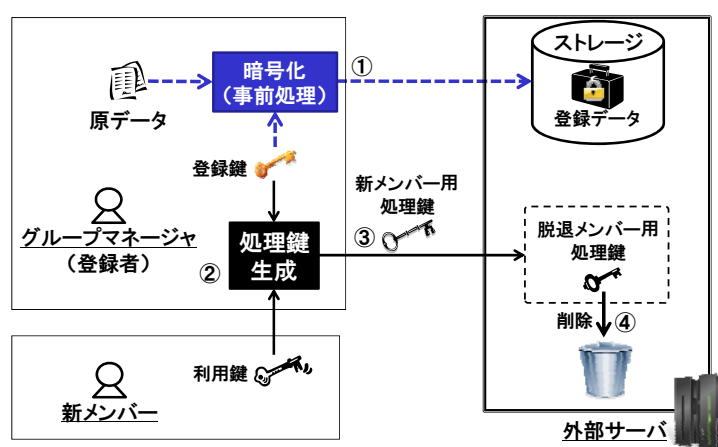 暗号化
(事前処理)
①
原データ
登録鍵
ストレージ
登録データ
グループマネージャ
(登録者)
②
処理鍵
生成
新メンバー用
処理鍵
③
脱退メンバー用
処理鍵
削除
④
利用鍵
新メンバー
外部サーバ